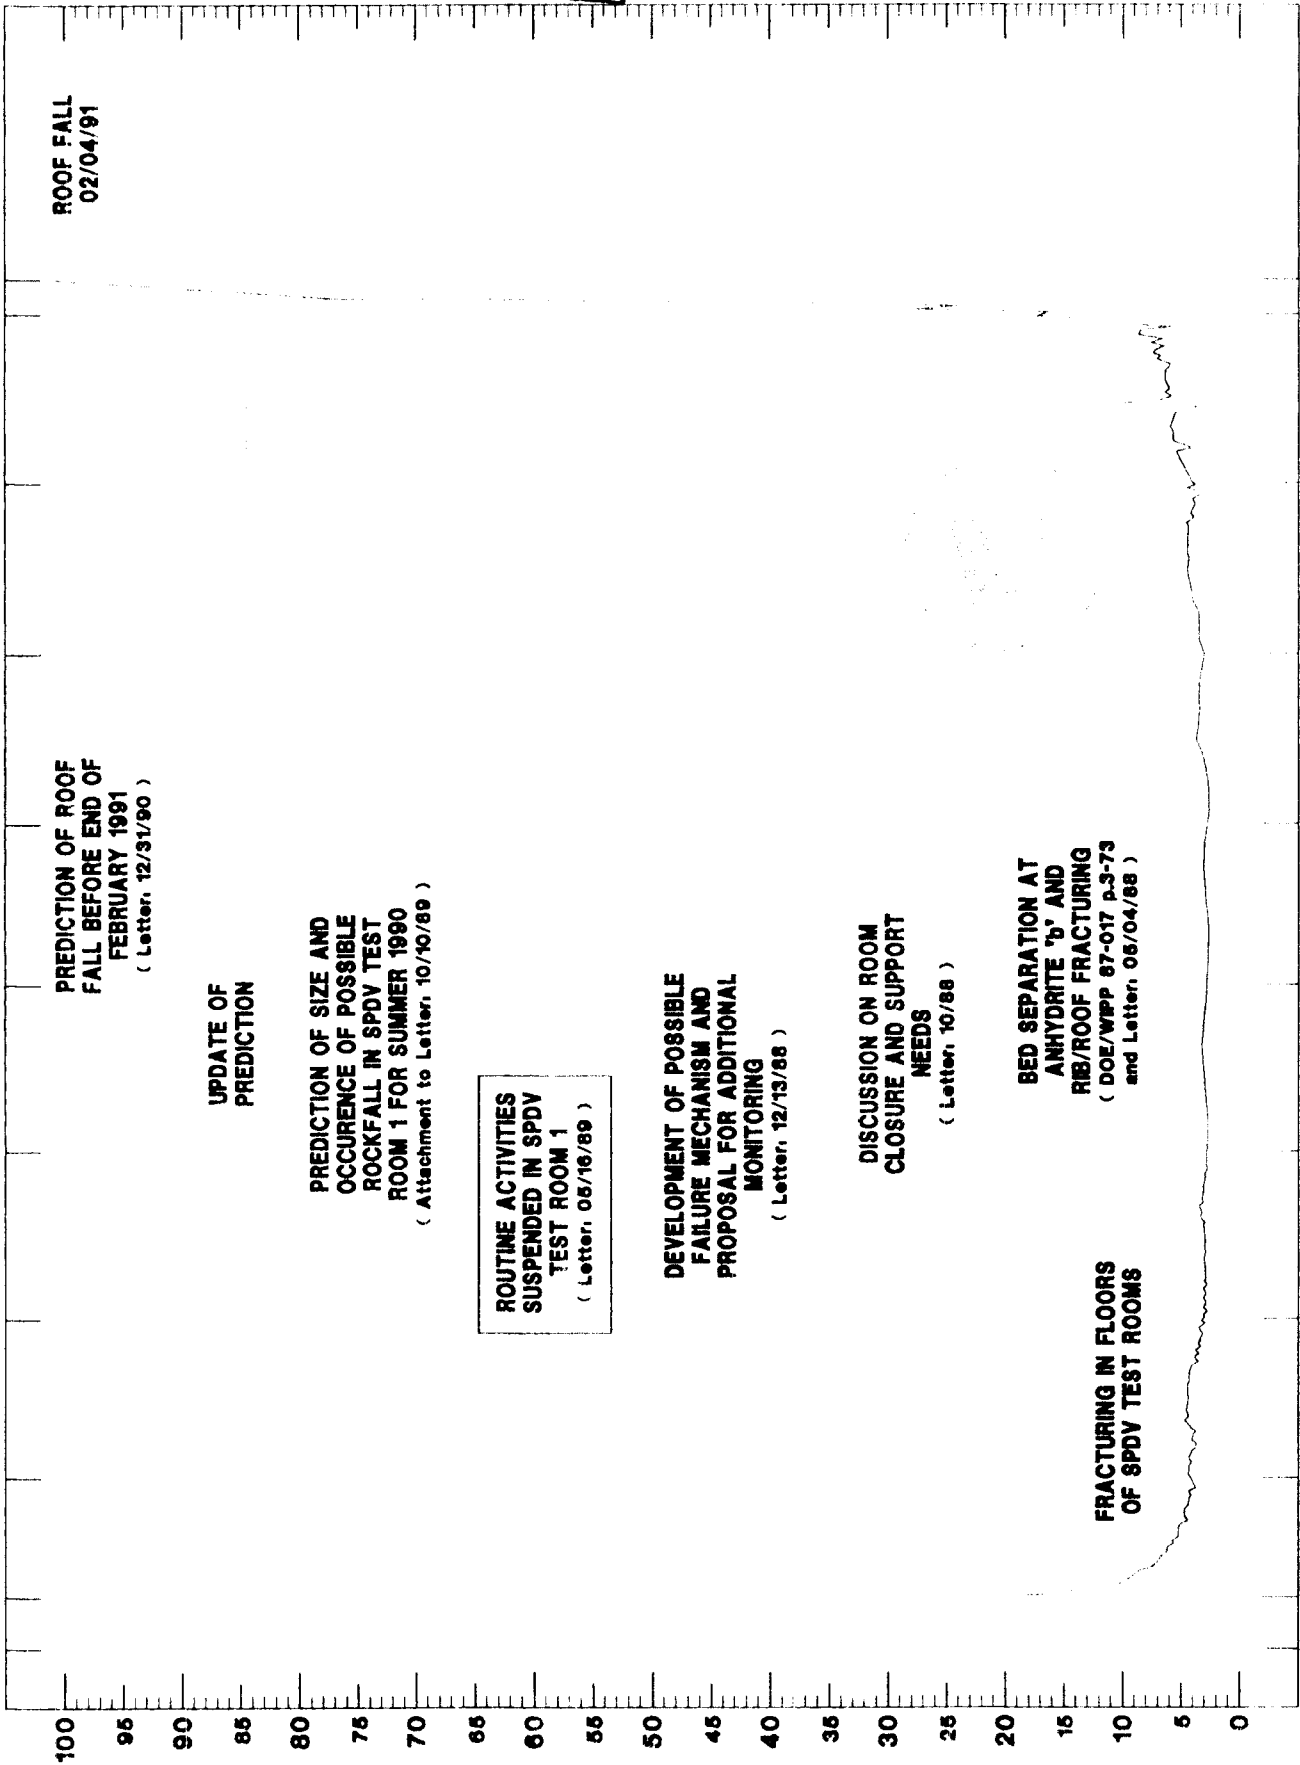 ROOF FALL
02/04/91
PREDICTION OF ROOF
FALL BEFORE END OF
FEBRUARY 1991
( Letter: 12/31/90 )
UPDATE OF
PREDICTION
PREDICTION OF SIZE AND
OCCURENCE OF POSSIBLE
ROCKFALL IN SPDV TEST
ROOM 1 FOR SUMMER 1990
( Attachment to Letter: 10/10/89 )
ROUTINE ACTIVITIES
SUSPENDED IN SPDV
TEST ROOM 1
( Letter: 05/16/89 )
DEVELOPMENT OF POSSIBLE
FAILURE MECHANISM AND
PROPOSAL FOR ADDITIONAL
MONITORING
( Letter: 12/13/88 )
DISCUSSION ON ROOM
CLOSURE AND SUPPORT
NEEDS
( Letter: 10/88 )
BED SEPARATION AT
ANHYDRITE 'b' AND
RIB/ROOF FRACTURING
( DOE/WIPP 87-017 p.3-73
and Letter: 05/04/88 )
FRACTURING IN FLOORS
OF SPDV TEST ROOMS
100
95
90
85
80
75
70
65
60
55
50
45
40
35
30
25
20
15
10
5
0